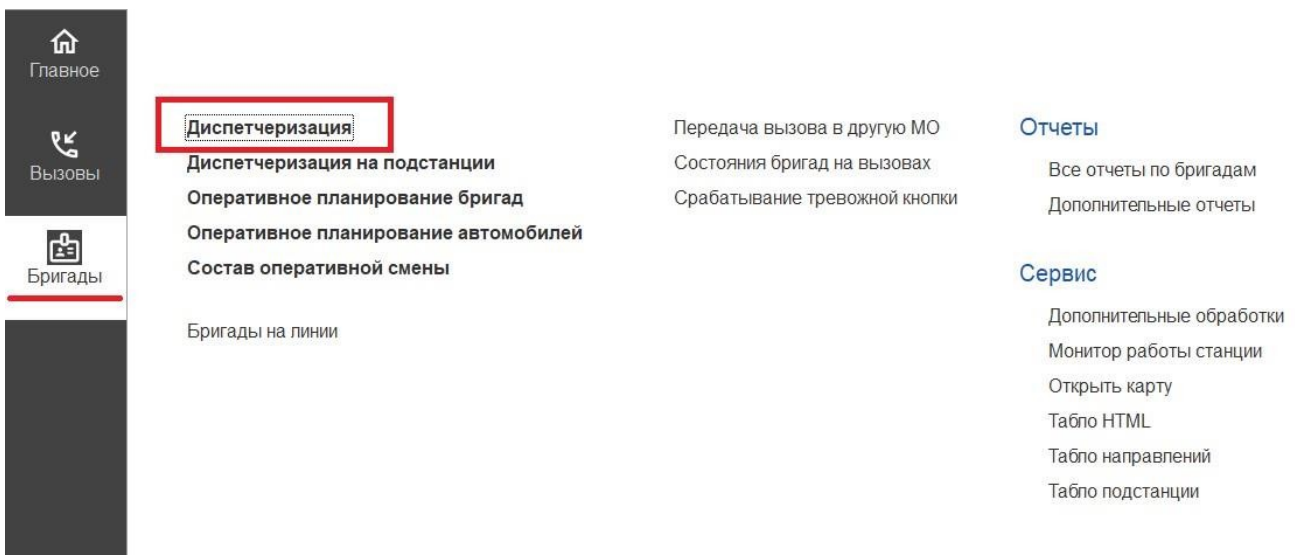 Главное
Вызовы
Бригады
Диспетчеризация
Диспетчеризация на подстанции
Оперативное планирование бригад
Оперативное планирование автомобилей
Состав оперативной смены
Бригады на линии
Передача вызова в другую МО
Состояния бригад на вызовах
Срабатывание тревожной кнопки
Отчеты
Все отчеты по бригадам
Дополнительные отчеты
Сервис
Дополнительные обработки
Монитор работы станции
Открыть карту
Табло HTML
Табло направлений
Табло подстанции